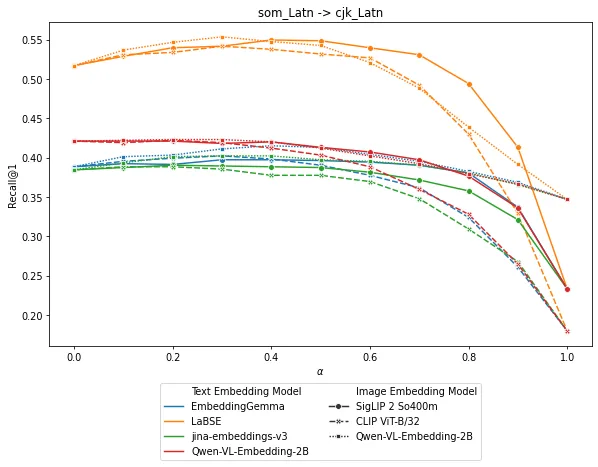 som_Latn -> cjk_Latn
Recall@1
0.55
0.50
0.45
0.40
0.35
0.30
0.25
0.20
0.0
0.2
0.4
0.6
0.8
1.0
α
Text Embedding Model
EmbeddingGemma
LaBSE
jina-embeddings-v3
Qwen-VL-Embedding-2B
Image Embedding Model
SigLIP 2 So400m
CLIP ViT-B/32
Qwen-VL-Embedding-2B